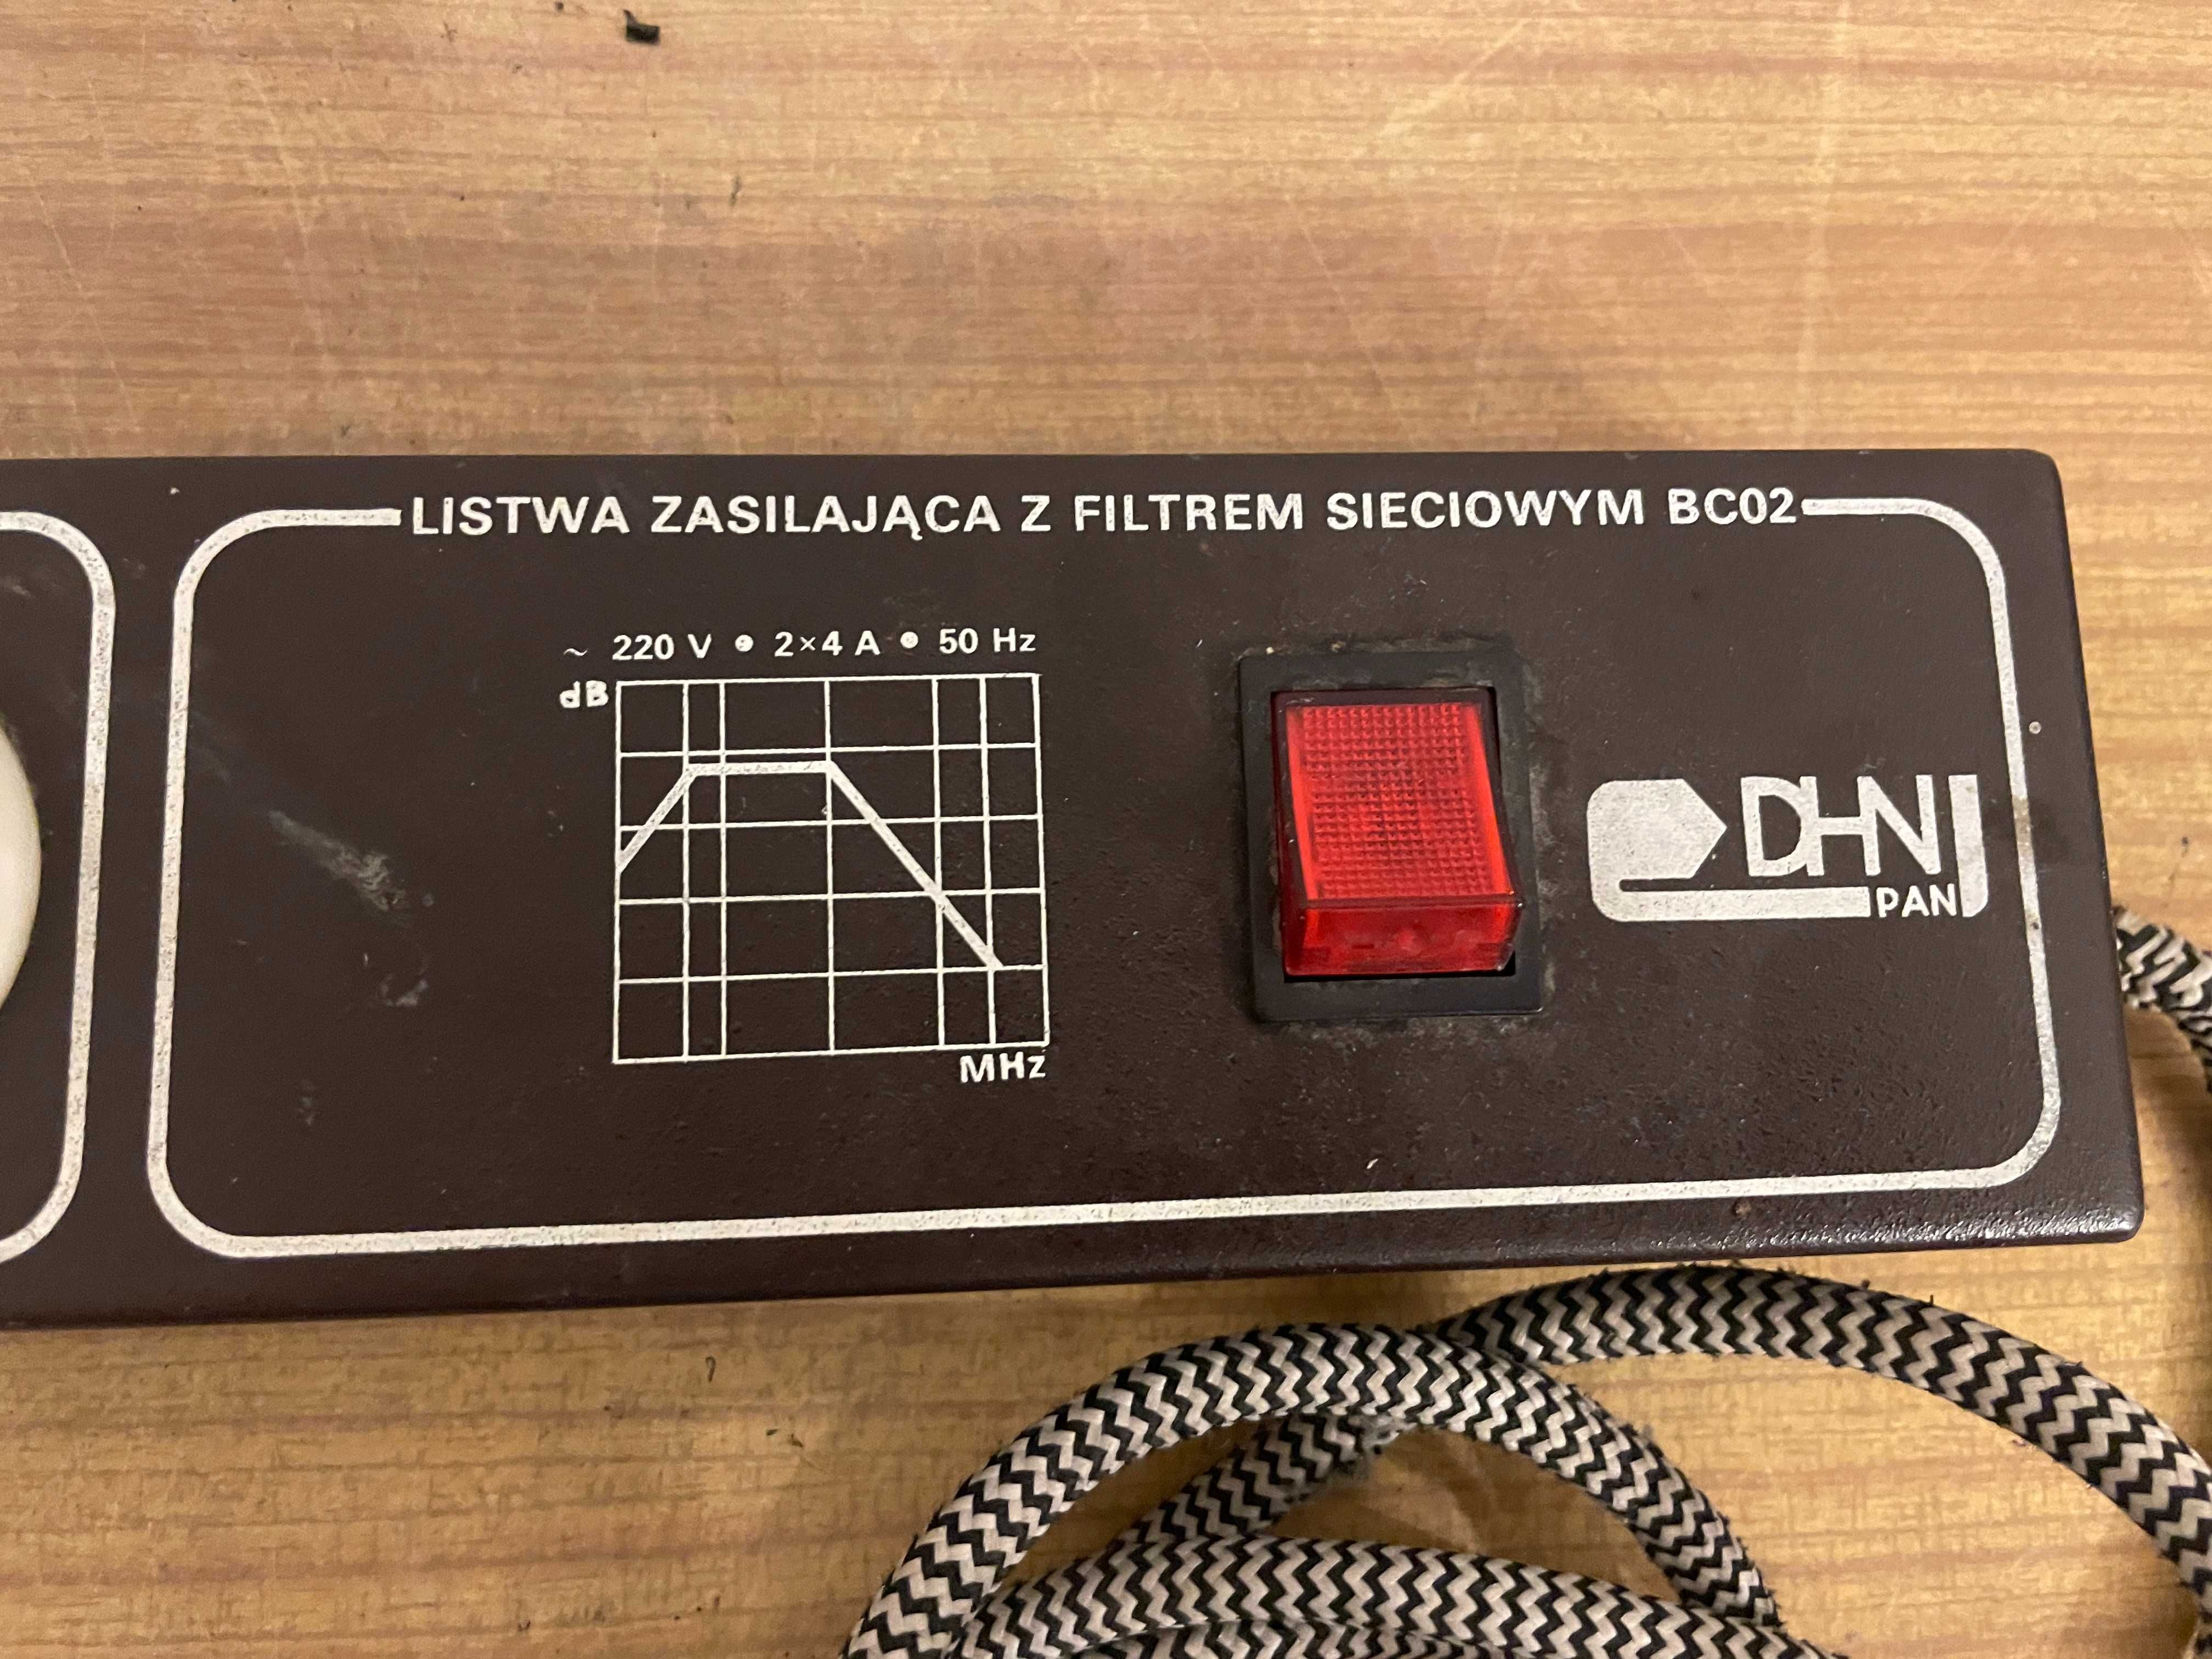 LISTWA ZASILAJĄCA Z FILTREM SIECIOWYM BC02
~ 220 V • 2×4 A • 50 Hz
dB
MHz
DHN
PAN